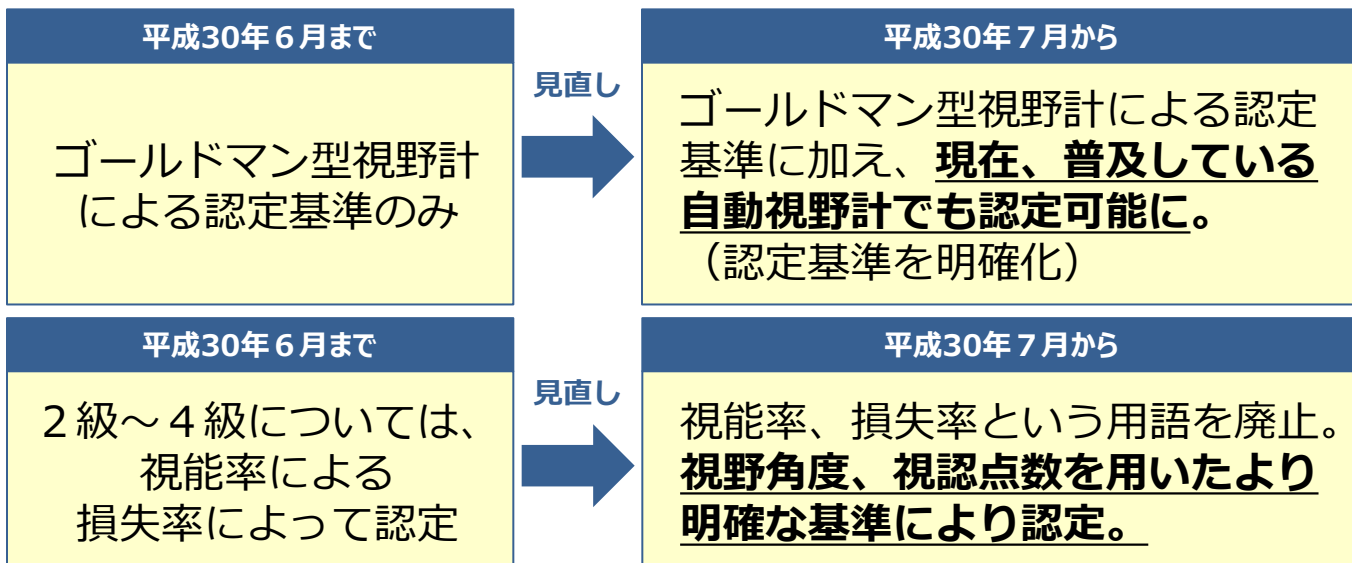 平成30年6月まで
ゴールドマン型視野計
による認定基準のみ
見直し
平成30年7月から
ゴールドマン型視野計による認定
基準に加え、現在、普及している
自動視野計でも認定可能に。
（認定基準を明確化）
平成30年6月まで
２級～４級については、
視能率による
損失率によって認定
見直し
平成30年7月から
視能率、損失率という用語を廃止。
視野角度、視認点数を用いたより
明確な基準により認定。